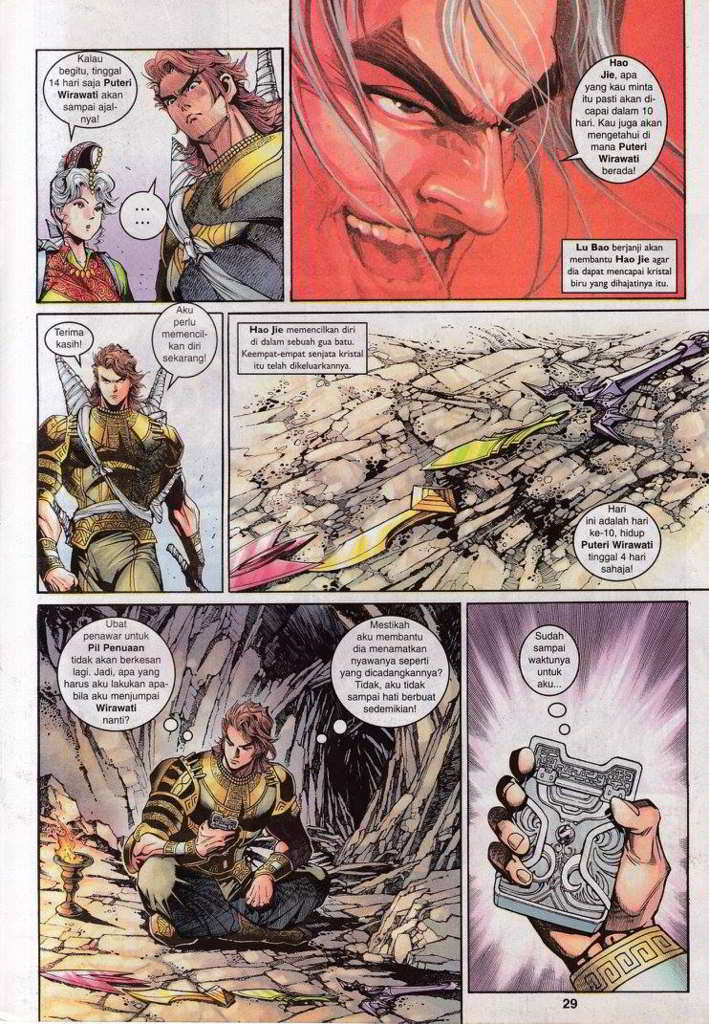 Kalau
begitu, tinggal
14 hari saja Puteri
Wirawati akan
sampai ajal-
nya!
...
...
Hao
Jie, apa
yang kau minta
itu pasti akan di-
capai dalam 10
hari. Kau juga akan
mengetahui di
mana Puteri
Wirawati
berada!
Lu Bao berjanji akan
membantu Hao Jie agar
dia dapat mencapai kristal
biru yang dihajatinya itu.
Terima
kasih!
Aku
perlu
memencil-
kan diri
sekarang!
Hao Jie memencilkan diri
di dalam sebuah gua batu.
Keempat-empat senjata kristal
itu telah dikeluarkannya.
Hari
ini adalah hari
ke-10, hidup
Puteri Wirawati
tinggal 4 hari
sahaja!
Ubat
penawar untuk
Pil Penuaan
tidak akan berkesan
lagi. Jadi, apa yang
harus aku lakukan apa-
bila aku menjumpai
Wirawati
nanti?
Mestikah
aku membantu
dia menamatkan
nyawanya seperti
yang dicadangkannya?
Tidak, aku tidak
sampai hati berbuat
sedemikian!
Sudah
sampai
waktunya
untuk
aku...
29